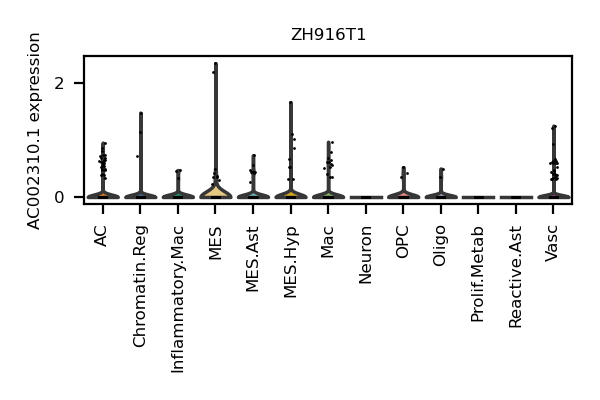 ZH916T1
AC002310.1 expression
2
0
AC
Chromatin.Reg
Inflammatory.Mac
MES
MES.Ast
MES.Hyp
Mac
Neuron
OPC
Oligo
Prolif.Metab
Reactive.Ast
Vasc